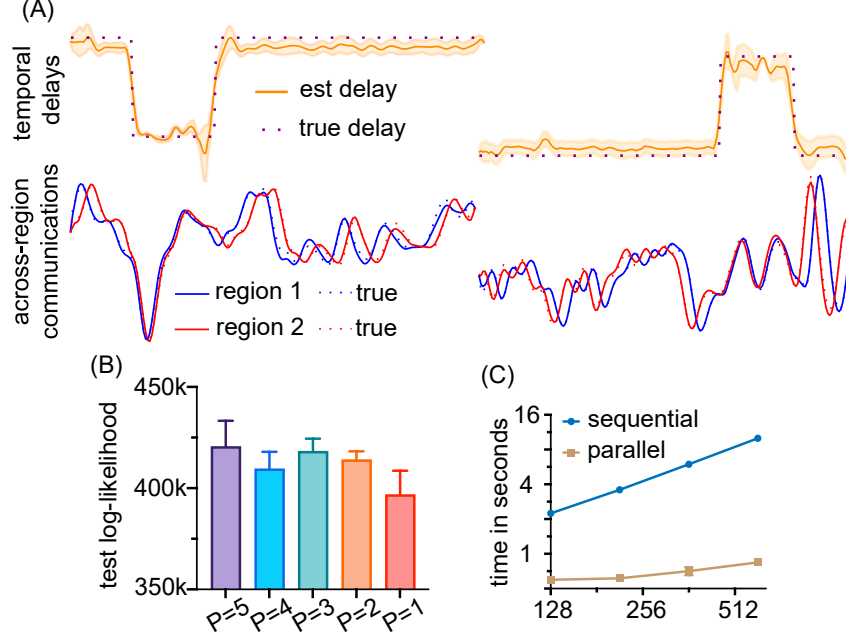 (A)
temporal
delays
est delay
true delay
across-region
communications
region 1 true
region 2 true
(B)
test log-likelihood
450k
400k
350k
P=5 P=4 P=3 P=2 P=1
(C)
time in seconds
16
4
1
sequential
parallel
128 256 512